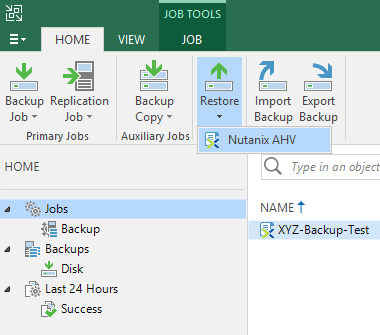 JOB TOOLS
HOME VIEW JOB
Backup Job Replication Job Backup Copy Restore Import Backup Export Backup
Primary Jobs Auxiliary Jobs
Nutanix AHV
HOME
Type in an object
Jobs
NAME
Backup
XYZ-Backup-Test
Backups
Disk
Last 24 Hours
Success